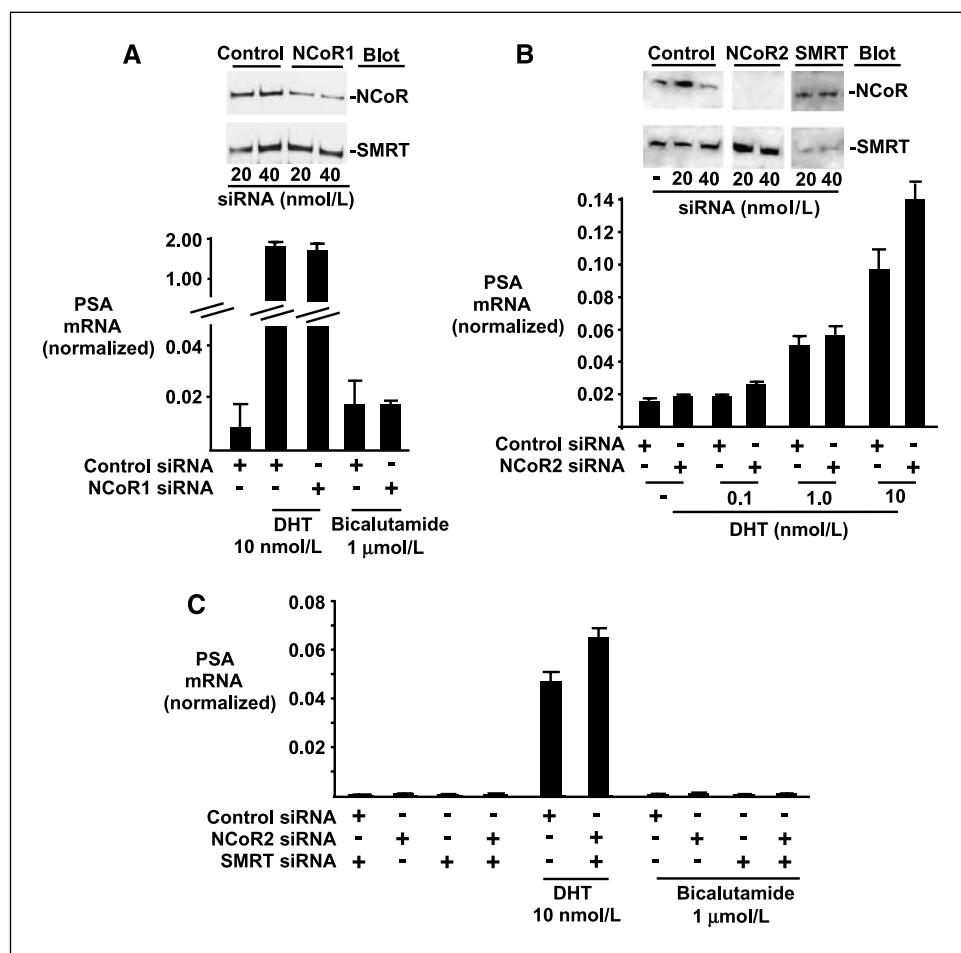 A
Control NCoR1 Blot
-NCoR
-SMRT
20 40 20 40
siRNA (nmol/L)
2.00
1.00
PSA
mRNA
(normalized)
0.04
0.02
Control siRNA + + - + -
NCoR1 siRNA - - + - +
DHT
10 nmol/L
Bicalutamide
1 μmol/L
B
Control NCoR2 SMRT Blot
-NCoR
-SMRT
- 20 40 20 40 20 40
siRNA (nmol/L)
0.14
0.12
0.10
PSA
mRNA
(normalized)
0.08
0.06
0.04
0.02
Control siRNA + - + - + - + -
NCoR2 siRNA - + - + - + - +
- 0.1 1.0 10
DHT (nmol/L)
C
0.08
0.06
PSA
mRNA
(normalized)
0.04
0.02
Control siRNA + - - - + - + - - -
NCoR2 siRNA - + - + - + - + - +
SMRT siRNA + - + + - + - - + +
DHT
10 nmol/L
Bicalutamide
1 μmol/L